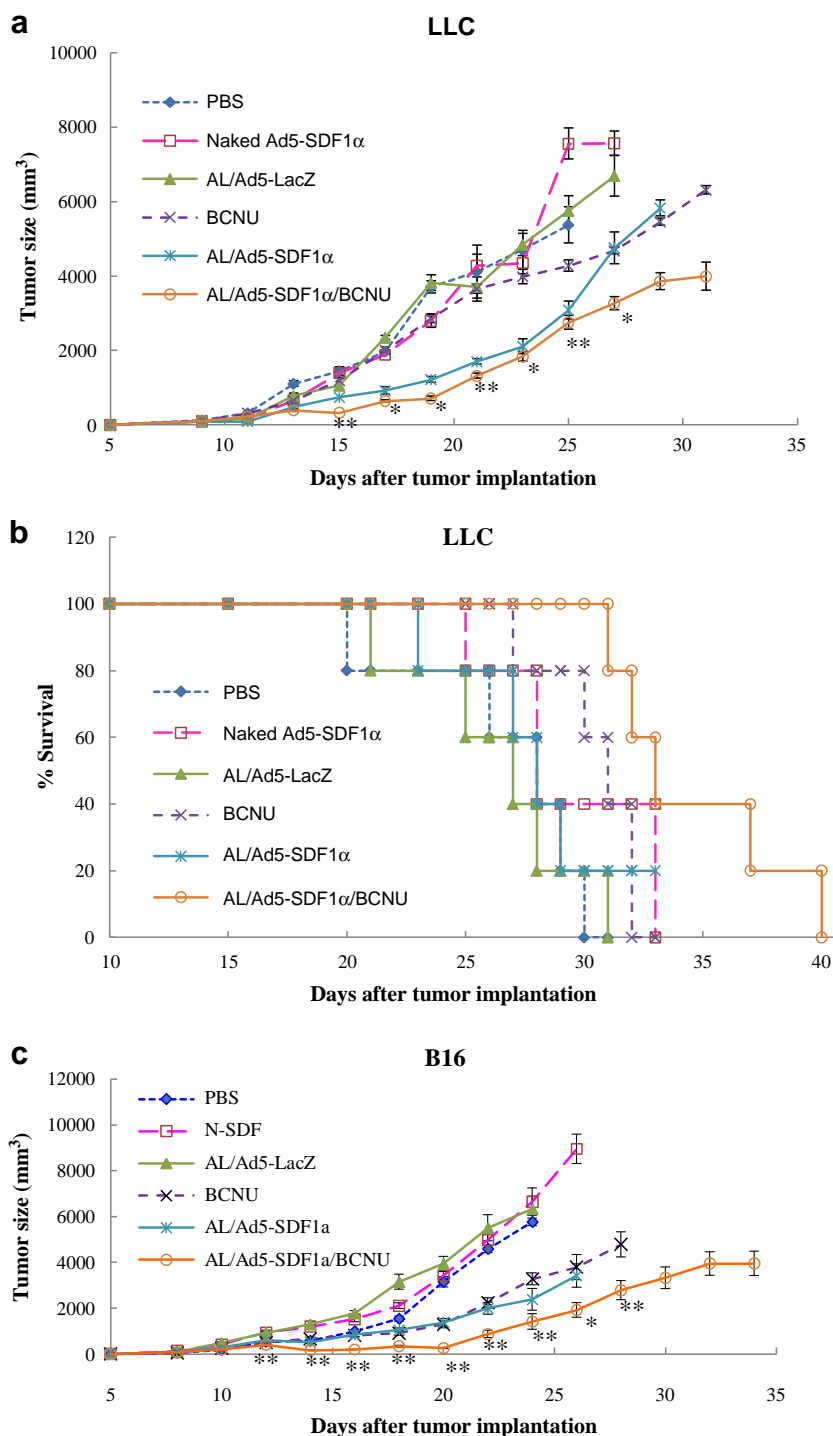 a
LLC
10000
8000
6000
4000
2000
0
Tumor size (mm³)
PBS
Naked Ad5-SDF1α
AL/Ad5-LacZ
BCNU
AL/Ad5-SDF1α
AL/Ad5-SDF1α/BCNU
** * * ** * ** *
5 10 15 20 25 30 35
Days after tumor implantation
b
LLC
120
100
80
60
40
20
0
% Survival
PBS
Naked Ad5-SDF1α
AL/Ad5-LacZ
BCNU
AL/Ad5-SDF1α
AL/Ad5-SDF1α/BCNU
10 15 20 25 30 35 40
Days after tumor implantation
c
B16
12000
10000
8000
6000
4000
2000
0
Tumor size (mm³)
PBS
N-SDF
AL/Ad5-LacZ
BCNU
AL/Ad5-SDF1a
AL/Ad5-SDF1a/BCNU
** ** ** ** ** ** ** * **
5 10 15 20 25 30 35
Days after tumor implantation